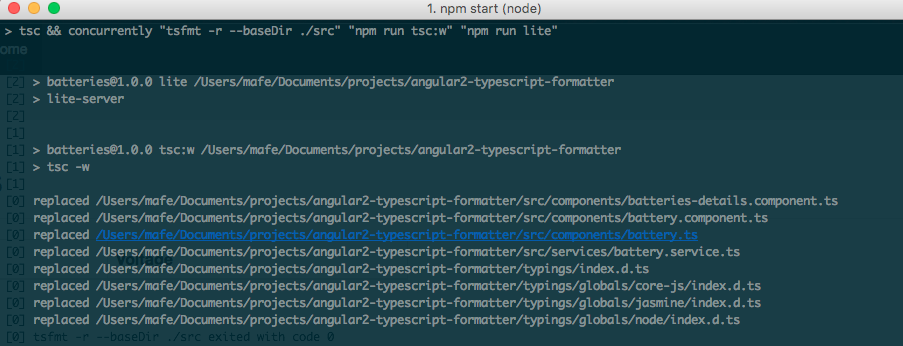 1. npm start (node)
> tsc && concurrently "tsfmt -r --baseDir ./src" "npm run tsc:w" "npm run lite"
ome
[2] > batteries@1.0.0 lite /Users/mafe/Documents/projects/angular2-typescript-formatter
[2] > lite-server
[2]
[1]
[1] > batteries@1.0.0 tsc:w /Users/mafe/Documents/projects/angular2-typescript-formatter
[1] > tsc -w
[1]
[0] replaced /Users/mafe/Documents/projects/angular2-typescript-formatter/src/components/batteries-details.component.ts
[0] replaced /Users/mafe/Documents/projects/angular2-typescript-formatter/src/components/battery.component.ts
[0] replaced /Users/mafe/Documents/projects/angular2-typescript-formatter/src/components/battery.ts
[0] replaced /Users/mafe/Documents/projects/angular2-typescript-formatter/src/services/battery.service.ts
[0] replaced /Users/mafe/Documents/projects/angular2-typescript-formatter/typings/index.d.ts
[0] replaced /Users/mafe/Documents/projects/angular2-typescript-formatter/typings/globals/core-js/index.d.ts
[0] replaced /Users/mafe/Documents/projects/angular2-typescript-formatter/typings/globals/jasmine/index.d.ts
[0] replaced /Users/mafe/Documents/projects/angular2-typescript-formatter/typings/globals/node/index.d.ts
[0] tsfmt -r --baseDir ./src exited with code 0